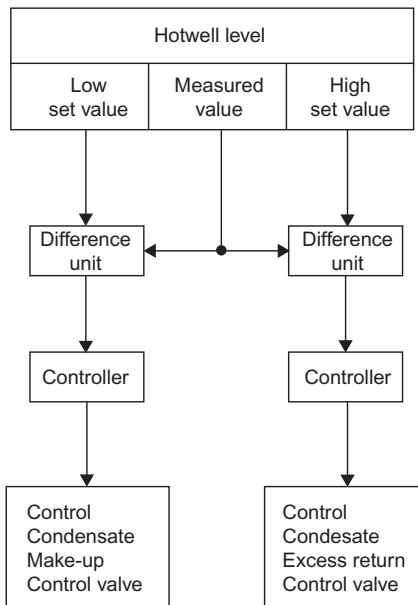 Hotwell level
Low
set value
Measured
value
High
set value
Difference
unit
Difference
unit
Controller
Controller
Control
Condensate
Make-up
Control valve
Control
Condesate
Excess return
Control valve